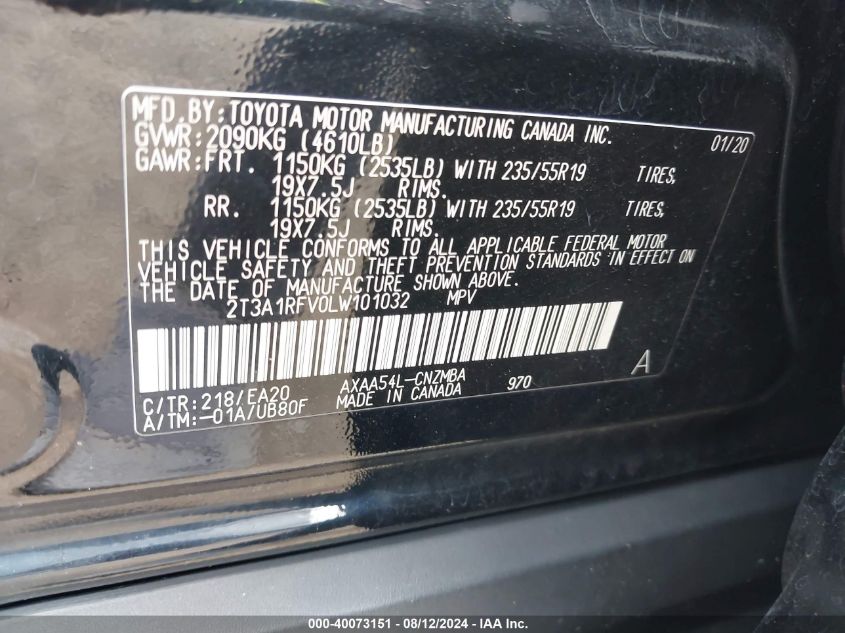 MFD. BY: TOYOTA MOTOR MANUFACTURING CANADA INC. 01/20
GVWR: 2090KG (4610LB)
GAWR: FRT. 1150KG (2535LB) WITH 235/55R19 TIRES,
19X7.5J RIMS.
RR. 1150KG (2535LB) WITH 235/55R19 TIRES,
19X7.5J RIMS.
THIS VEHICLE CONFORMS TO ALL APPLICABLE FEDERAL MOTOR
VEHICLE SAFETY AND THEFT PREVENTION STANDARDS IN EFFECT ON
THE DATE OF MANUFACTURE SHOWN ABOVE.
2T3A1RFV0LW101032 MPV
A
C/TR: 218/EA20 AXAA54L-CNZMBA 970
A/TM: -01A/UB80F MADE IN CANADA
000-40073151 - 08/12/2024 - IAA Inc.